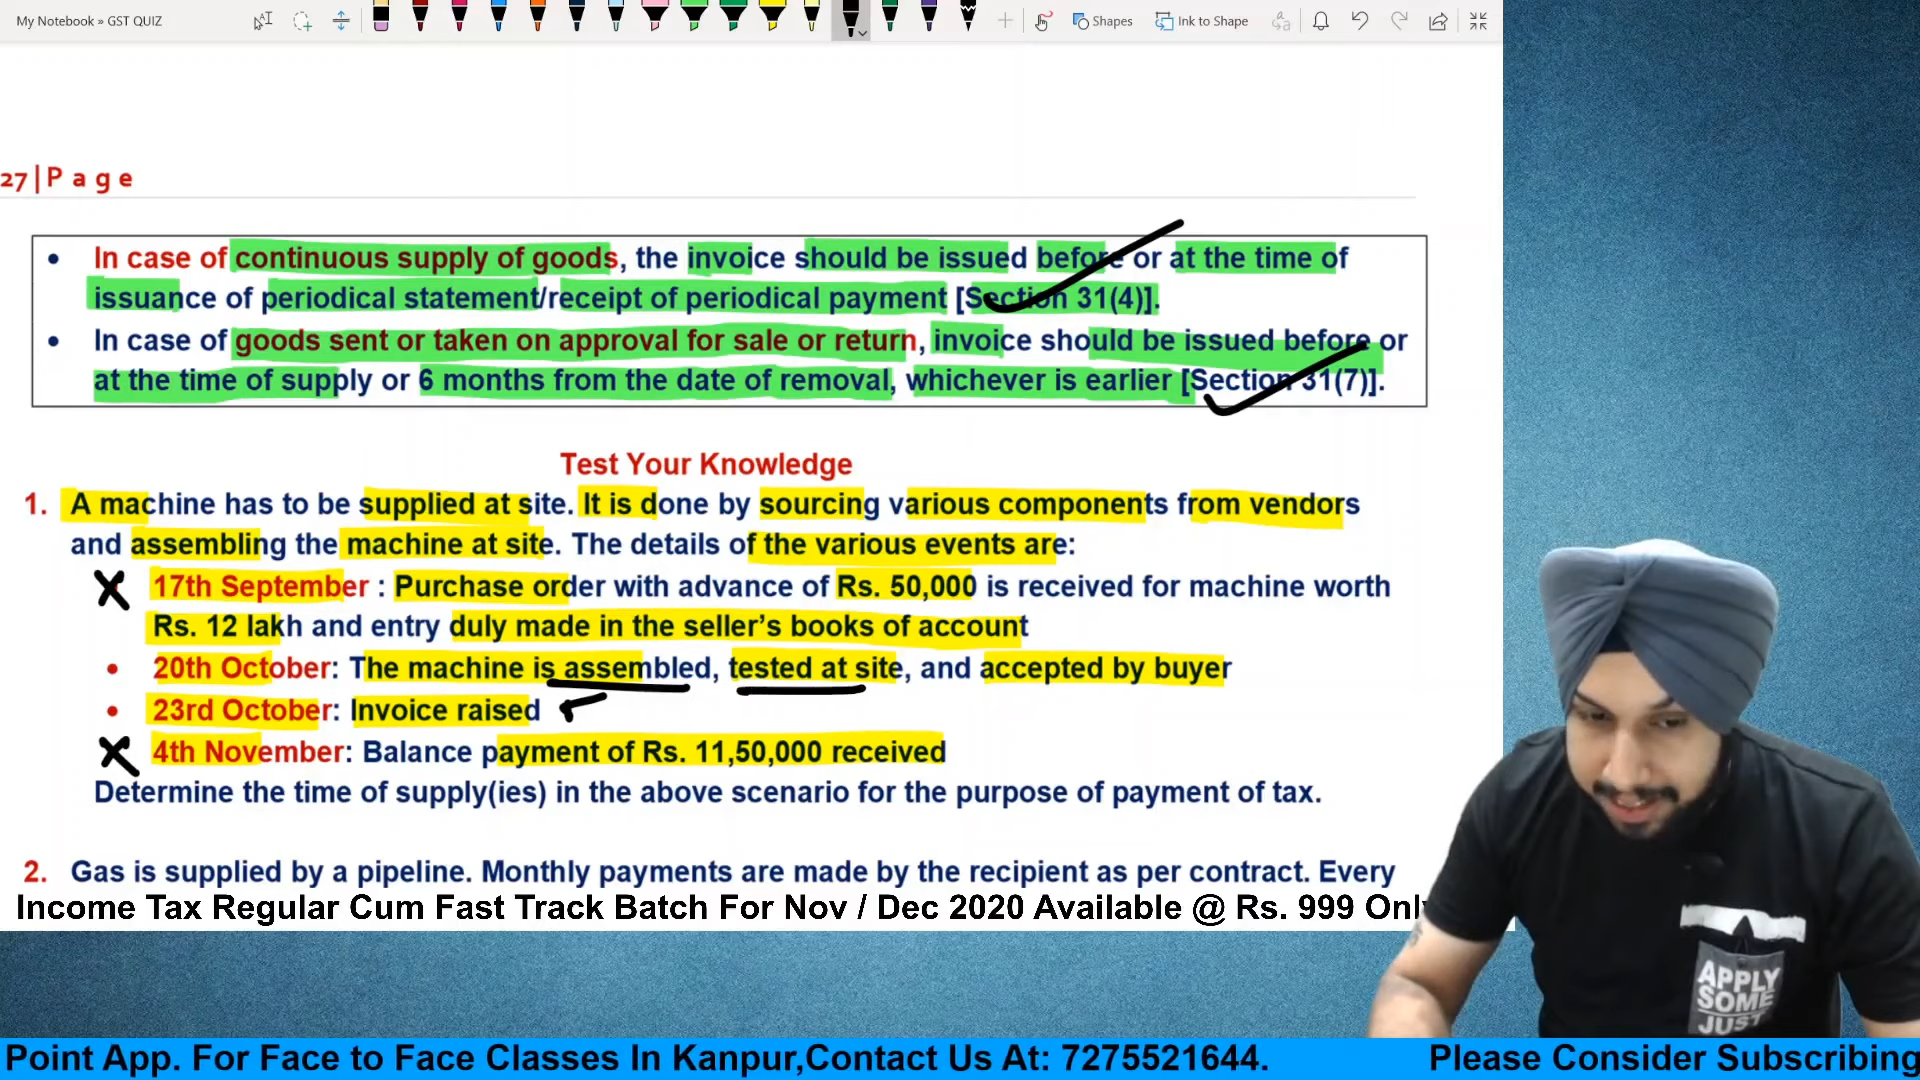 My Notebook » GST QUIZ
Shapes
Ink to Shape
27 | P a g e
• In case of continuous supply of goods, the invoice should be issued before or at the time of
issuance of periodical statement/receipt of periodical payment [Section 31(4)].
• In case of goods sent or taken on approval for sale or return, invoice should be issued before or
at the time of supply or 6 months from the date of removal, whichever is earlier [Section 31(7)].
Test Your Knowledge
1. A machine has to be supplied at site. It is done by sourcing various components from vendors
and assembling the machine at site. The details of the various events are:
17th September : Purchase order with advance of Rs. 50,000 is received for machine worth
Rs. 12 lakh and entry duly made in the seller's books of account
• 20th October: The machine is assembled, tested at site, and accepted by buyer
• 23rd October: Invoice raised
4th November: Balance payment of Rs. 11,50,000 received
Determine the time of supply(ies) in the above scenario for the purpose of payment of tax.
2. Gas is supplied by a pipeline. Monthly payments are made by the recipient as per contract. Every
Income Tax Regular Cum Fast Track Batch For Nov / Dec 2020 Available @ Rs. 999 Only
APPLY
SOME
JUST
Point App. For Face to Face Classes In Kanpur,Contact Us At: 7275521644. Please Consider Subscribing